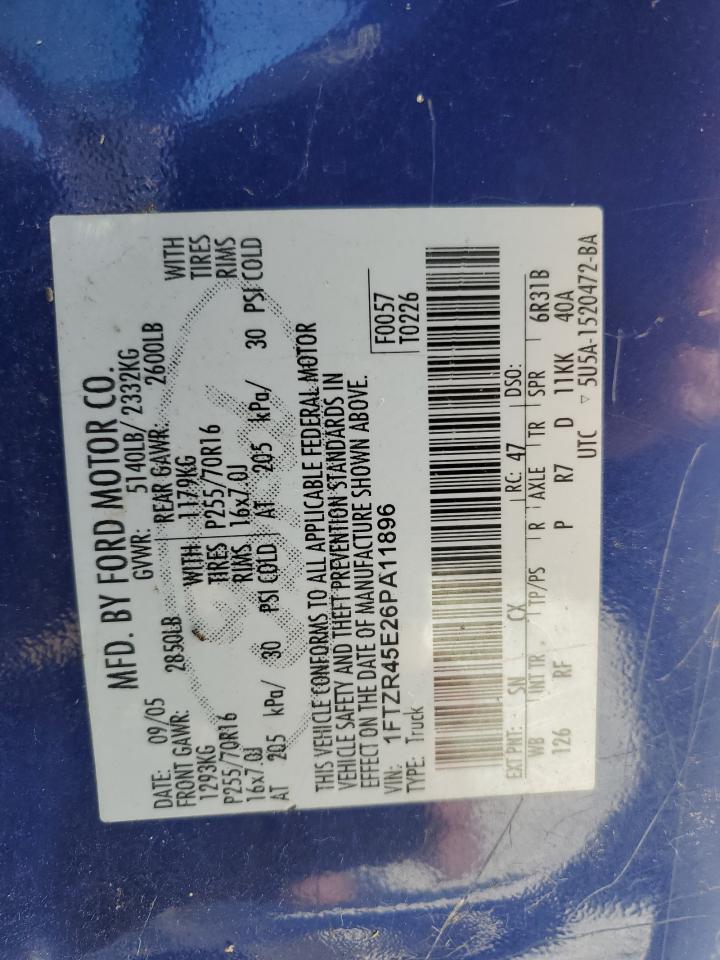 MFD. BY FORD MOTOR CO.
DATE: 09/05 GVWR: 5140LB/ 2332KG
FRONT GAWR: 2850LB REAR GAWR: 2600LB
1293KG WITH 1179KG WITH
P255/70R16 TIRES P255/70R16 TIRES
16x7.0J RIMS 16x7.0J RIMS
AT 205 kPa/ 30 PSI COLD AT 205 kPa/ 30 PSI COLD
THIS VEHICLE CONFORMS TO ALL APPLICABLE FEDERAL MOTOR
VEHICLE SAFETY AND THEFT PREVENTION STANDARDS IN
EFFECT ON THE DATE OF MANUFACTURE SHOWN ABOVE.
VIN: 1FTZR45E26PA11896 F0057
TYPE: Truck T0226
EXT PNT: SN CX RC: 47 DSO:
WB INT TR TP/PS R AXLE TR SPR 6R31B
126 RF P R7 D 11KK 40A
UTC ▽ 5U5A-1520472-BA